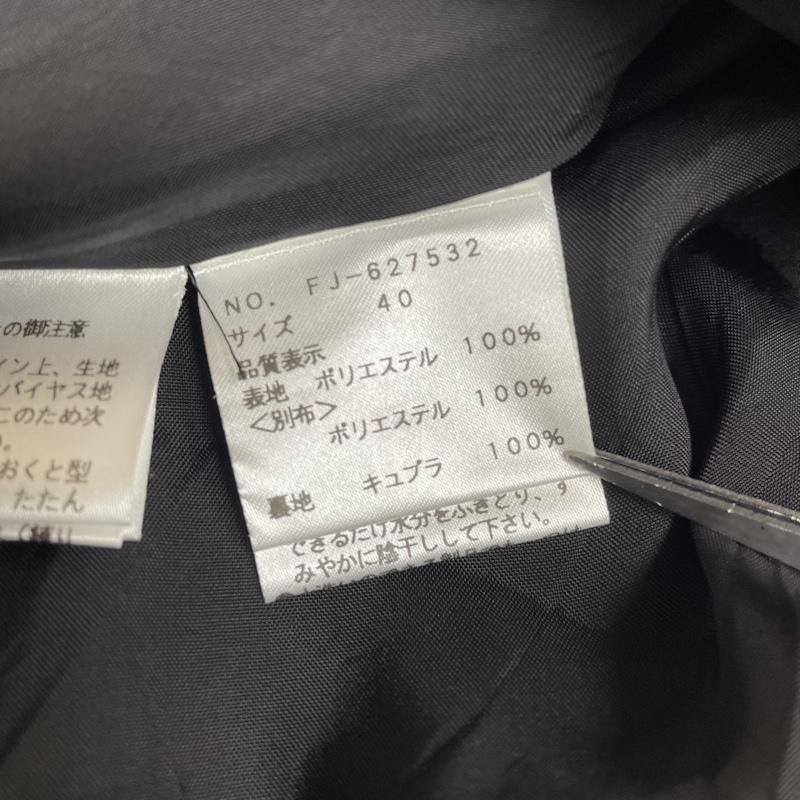 の御注意
イン上、生地
バイヤス地
このため次
おくと型
たたん
NO. FJ-627532
サイズ 40
品質表示
表地 ポリエステル 100%
<別布>
ポリエステル 100%
裏地 キュプラ 100%
できるだけ水分をふきとり、す
みやかに陰干しして下さい。